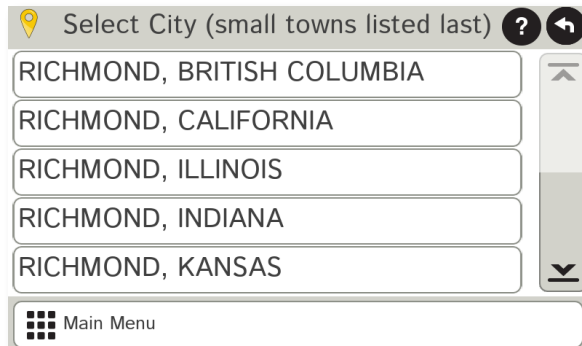 Select City (small towns listed last) ?
RICHMOND, BRITISH COLUMBIA
RICHMOND, CALIFORNIA
RICHMOND, ILLINOIS
RICHMOND, INDIANA
RICHMOND, KANSAS
Main Menu